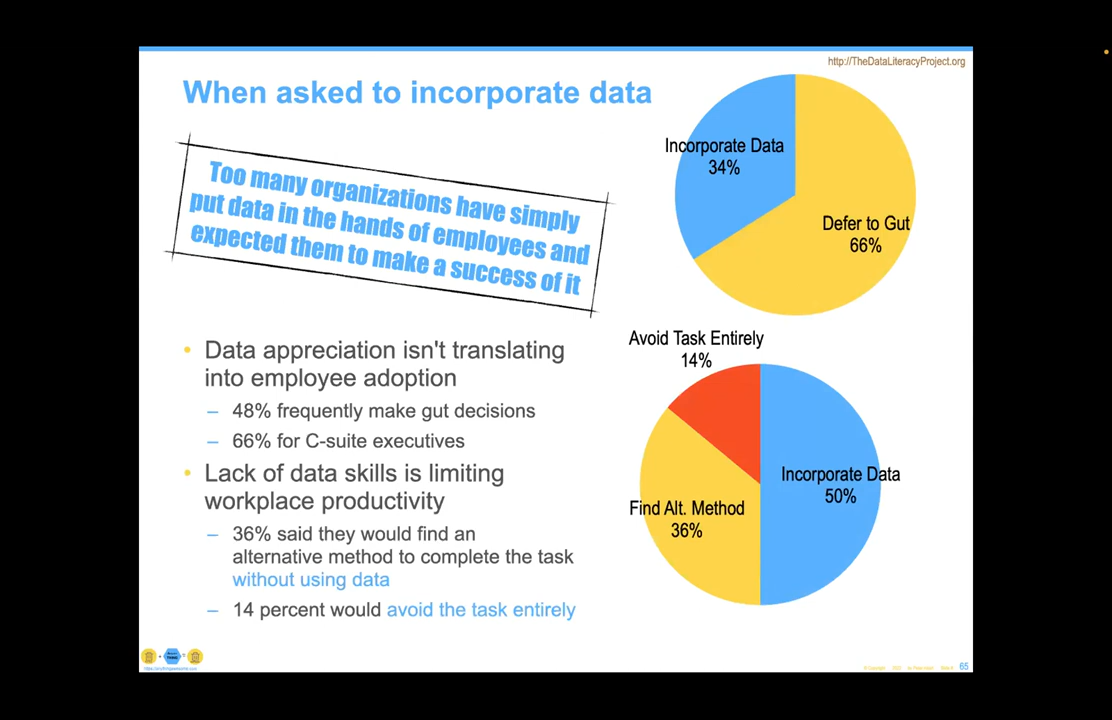 http://TheDataLiteracyProject.org
When asked to incorporate data
Too many organizations have simply
put data in the hands of employees and
expected them to make a success of it
Incorporate Data
34%
Defer to Gut
66%
• Data appreciation isn't translating
into employee adoption
– 48% frequently make gut decisions
– 66% for C-suite executives
• Lack of data skills is limiting
workplace productivity
– 36% said they would find an
alternative method to complete the task
without using data
– 14 percent would avoid the task entirely
Avoid Task Entirely
14%
Incorporate Data
50%
Find Alt. Method
36%
65